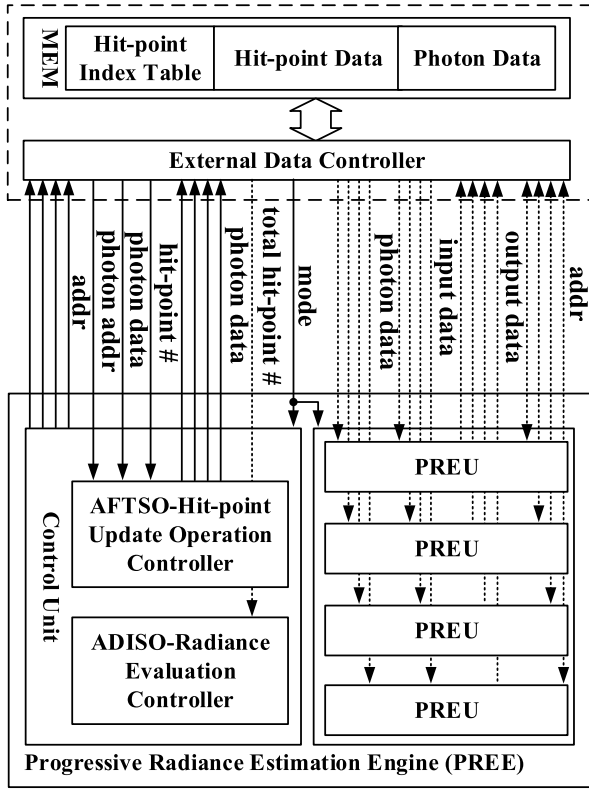 MEM
Hit-point
Index Table
Hit-point Data
Photon Data
External Data Controller
addr
photon addr
photon data
hit-point #
photon data
total hit-point #
mode
photon data
input data
output data
addr
Control Unit
AFTSO-Hit-point
Update Operation
Controller
ADISO-Radiance
Evaluation
Controller
PREU
PREU
PREU
PREU
Progressive Radiance Estimation Engine (PREE)